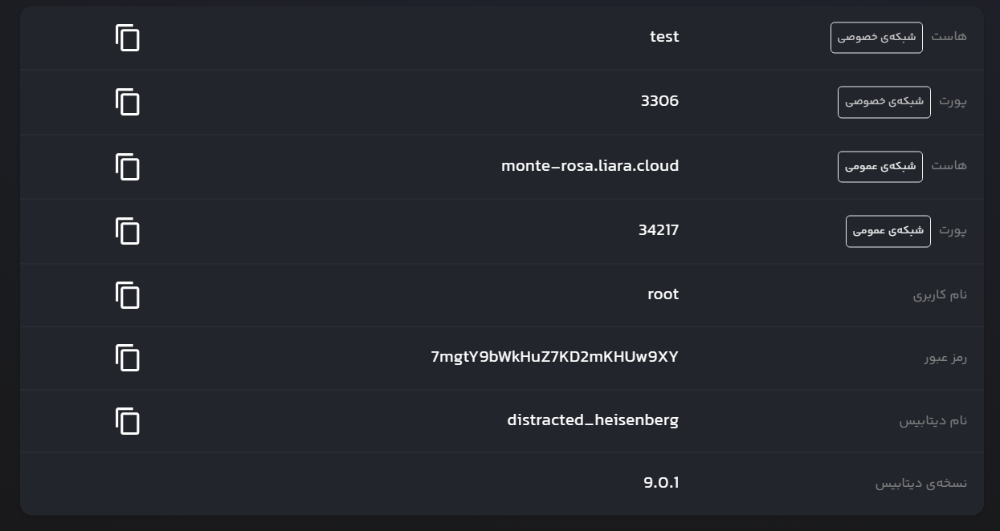 هاست شبکه‌ی خصوصی test
پورت شبکه‌ی خصوصی 3306
هاست شبکه‌ی عمومی monte-rosa.liara.cloud
پورت شبکه‌ی عمومی 34217
نام کاربری root
رمز عبور 7mgtY9bWkHuZ7KD2mKHUw9XY
نام دیتابیس distracted_heisenberg
نسخه‌ی دیتابیس 9.0.1